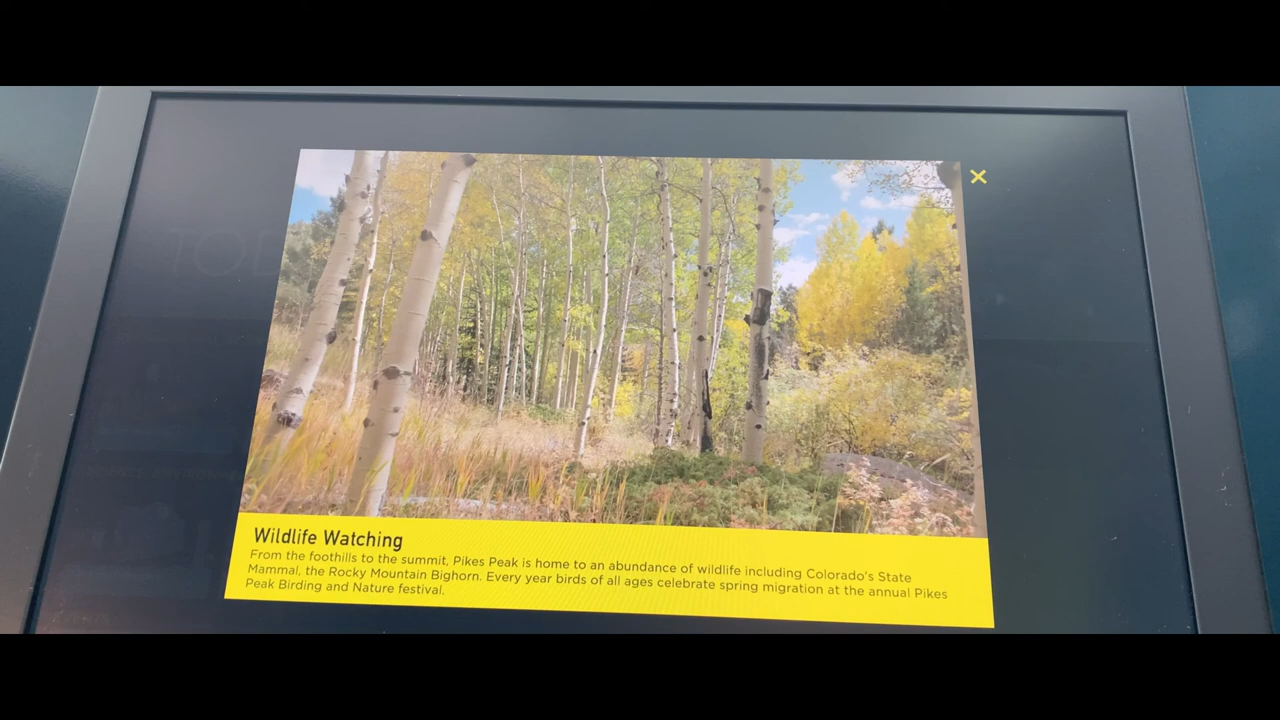 TOD
Wildlife Watching
From the foothills to the summit, Pikes Peak is home to an abundance of wildlife including Colorado's State
Mammal, the Rocky Mountain Bighorn. Every year birds of all ages celebrate spring migration at the annual Pikes
Peak Birding and Nature festival.